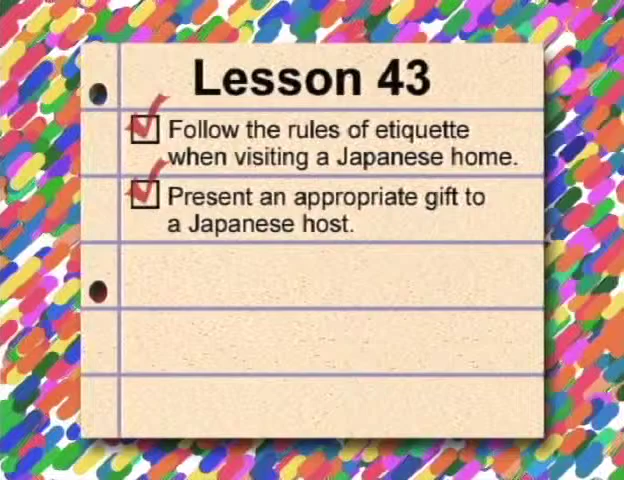 Lesson 43
Follow the rules of etiquette
when visiting a Japanese home.
Present an appropriate gift to
a Japanese host.